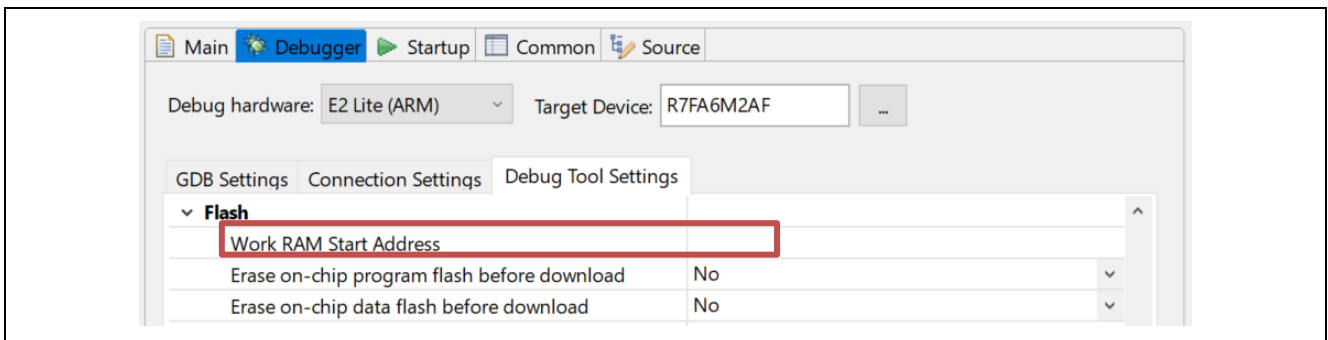 Main Debugger Startup Common Source
Debug hardware: E2 Lite (ARM) Target Device: R7FA6M2AF ...
GDB Settings Connection Settings Debug Tool Settings
Flash
Work RAM Start Address
Erase on-chip program flash before download No
Erase on-chip data flash before download No